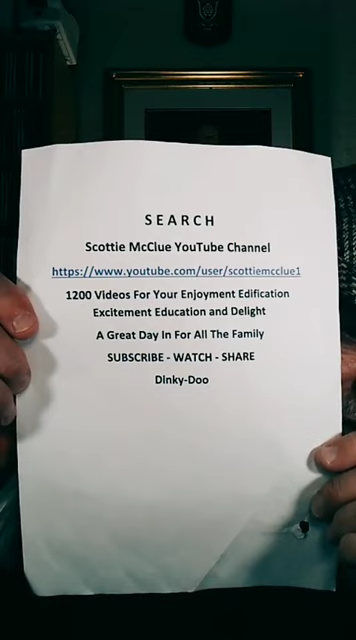 SEARCH
Scottie McClue YouTube Channel
https://www.youtube.com/user/scottiemcclue1
1200 Videos For Your Enjoyment Edification
Excitement Education and Delight
A Great Day In For All The Family
SUBSCRIBE - WATCH - SHARE
Dinky-Doo